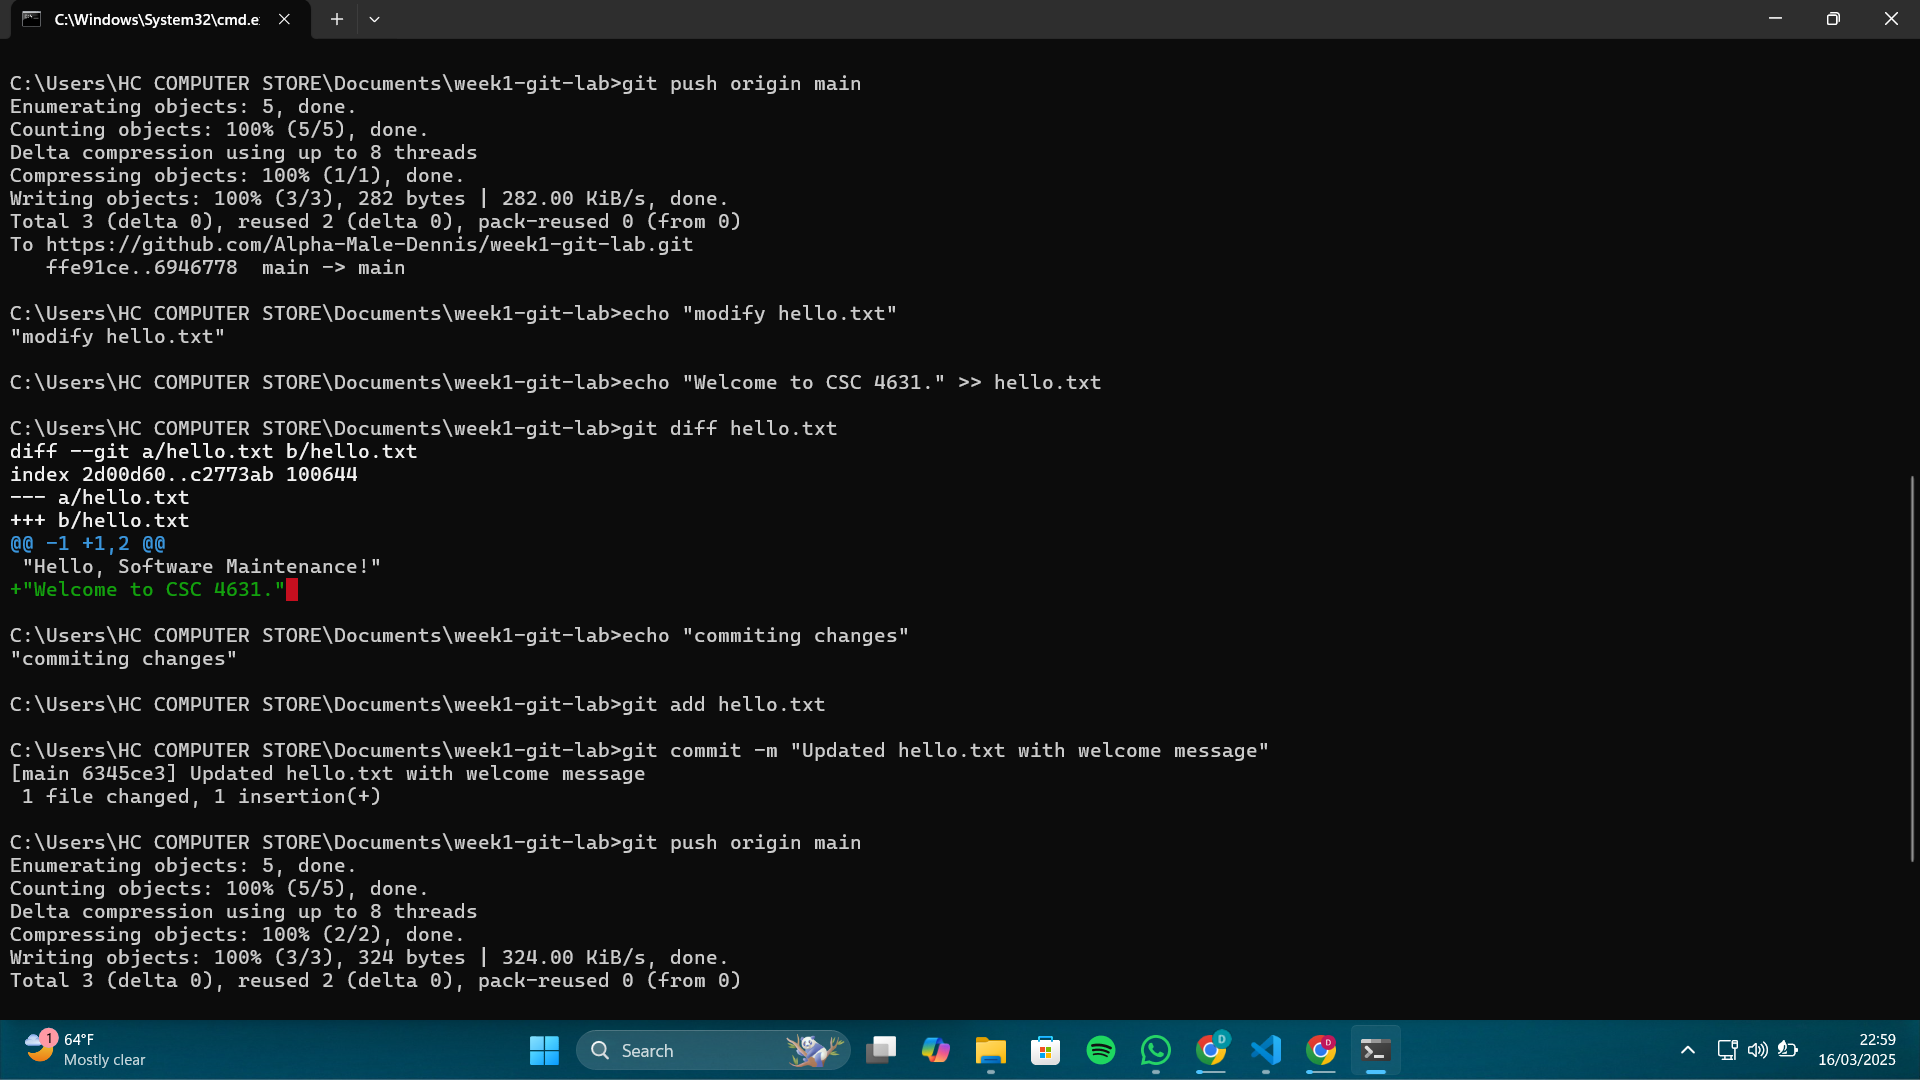 C:\Windows\System32\cmd.e
C:\Users\HC COMPUTER STORE\Documents\week1-git-lab>git push origin main
Enumerating objects: 5, done.
Counting objects: 100% (5/5), done.
Delta compression using up to 8 threads
Compressing objects: 100% (1/1), done.
Writing objects: 100% (3/3), 282 bytes | 282.00 KiB/s, done.
Total 3 (delta 0), reused 2 (delta 0), pack-reused 0 (from 0)
To https://github.com/Alpha-Male-Dennis/week1-git-lab.git
   ffe91ce..6946778  main -> main
C:\Users\HC COMPUTER STORE\Documents\week1-git-lab>echo "modify hello.txt"
"modify hello.txt"
C:\Users\HC COMPUTER STORE\Documents\week1-git-lab>echo "Welcome to CSC 4631." >> hello.txt
C:\Users\HC COMPUTER STORE\Documents\week1-git-lab>git diff hello.txt
diff --git a/hello.txt b/hello.txt
index 2d00d60..c2773ab 100644
--- a/hello.txt
+++ b/hello.txt
@@ -1 +1,2 @@
 "Hello, Software Maintenance!"
+"Welcome to CSC 4631."
C:\Users\HC COMPUTER STORE\Documents\week1-git-lab>echo "commiting changes"
"commiting changes"
C:\Users\HC COMPUTER STORE\Documents\week1-git-lab>git add hello.txt
C:\Users\HC COMPUTER STORE\Documents\week1-git-lab>git commit -m "Updated hello.txt with welcome message"
[main 6345ce3] Updated hello.txt with welcome message
 1 file changed, 1 insertion(+)
C:\Users\HC COMPUTER STORE\Documents\week1-git-lab>git push origin main
Enumerating objects: 5, done.
Counting objects: 100% (5/5), done.
Delta compression using up to 8 threads
Compressing objects: 100% (2/2), done.
Writing objects: 100% (3/3), 324 bytes | 324.00 KiB/s, done.
Total 3 (delta 0), reused 2 (delta 0), pack-reused 0 (from 0)
1
64°F
Mostly clear
Search
D
D
22:59
16/03/2025